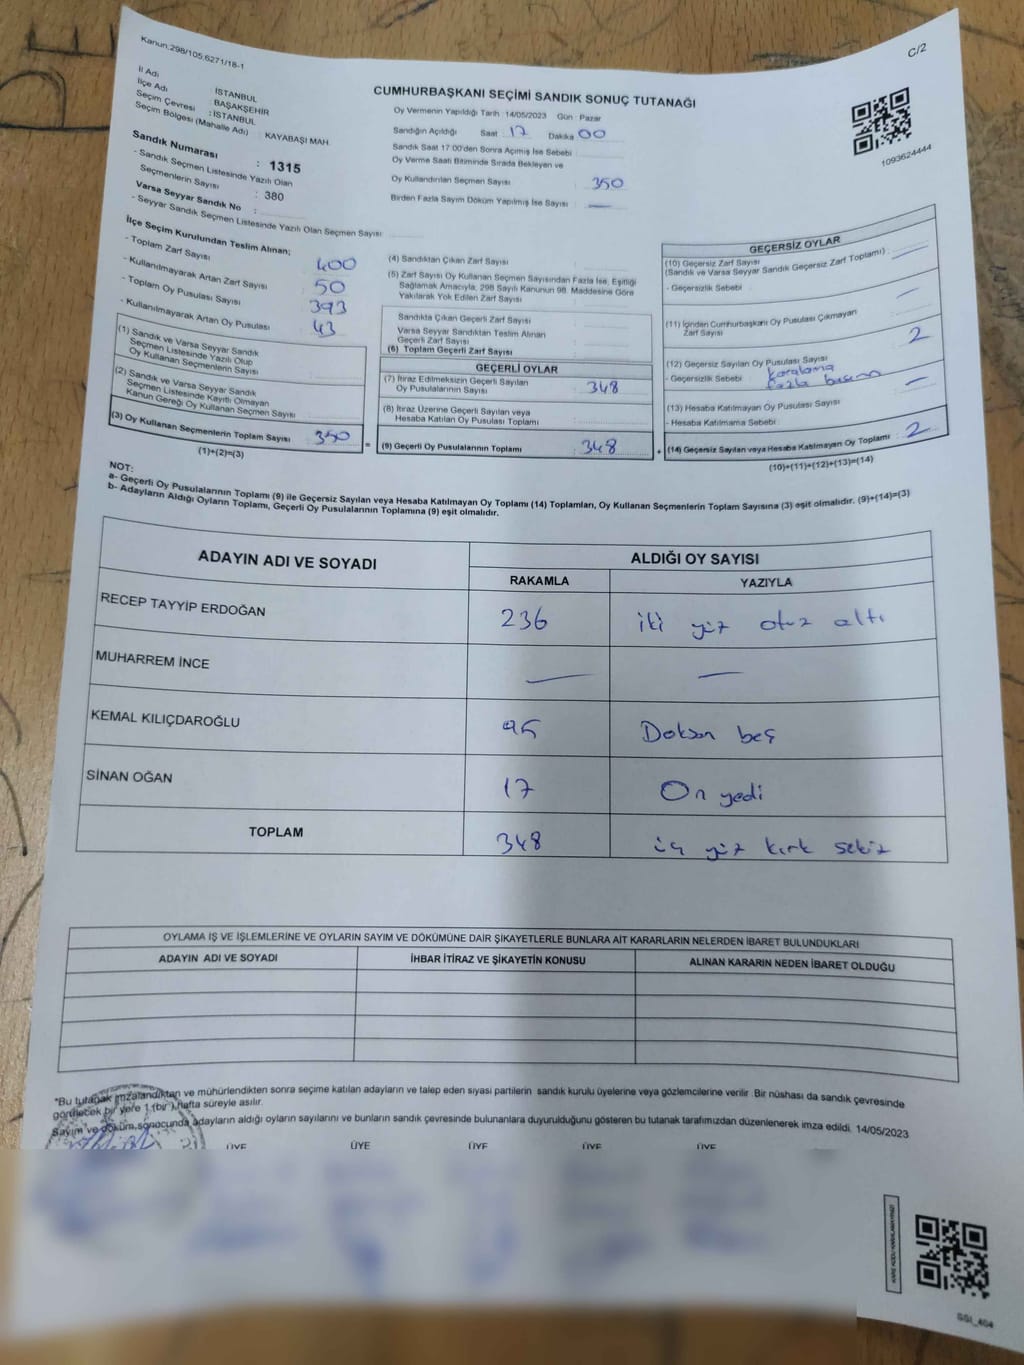 Kanun:298/105,6271/18-1
C/2
CUMHURBAŞKANI SEÇİMİ SANDIK SONUÇ TUTANAĞI
İl Adı : İSTANBUL
İlçe Adı : BAŞAKŞEHİR
Seçim Çevresi : İSTANBUL
Seçim Bölgesi (Mahalle Adı) : KAYABAŞI MAH.
Sandık Numarası : 1315
- Sandık Seçmen Listesinde Yazılı Olan
Seçmenlerin Sayısı : 380
Varsa Seyyar Sandık No :
- Seyyar Sandık Seçmen Listesinde Yazılı Olan Seçmen Sayısı
Oy Vermenin Yapıldığı Tarih 14/05/2023 Gün : Pazar
Sandığın Açıldığı Saat : 17 Dakika 00
Sandık Saat 17:00'den Sonra Açımış İse Sebebi :
Oy Verme Saati Bitiminde Sırada Bekleyen ve
Oy Kullandırılan Seçmen Sayısı : 350
Birden Fazla Sayım Döküm Yapılmış İse Sayısı : —
1093624444
İlçe Seçim Kurulundan Teslim Alınan;
- Toplam Zarf Sayısı : 400
- Kullanılmayarak Artan Zarf Sayısı : 50
- Toplam Oy Pusulası Sayısı : 393
- Kullanılmayarak Artan Oy Pusulası : 43
(1) Sandık ve Varsa Seyyar Sandık
Seçmen Listesinde Yazılı Olup
Oy Kullanan Seçmenlerin Sayısı :
(2) Sandık ve Varsa Seyyar Sandık
Seçmen Listesinde Kayıtlı Olmayan
Kanun Gereği Oy Kullanan Seçmen Sayısı :
(3) Oy Kullanan Seçmenlerin Toplam Sayısı : 350
(1)+(2)=(3)
(4) Sandıktan Çıkan Zarf Sayısı :
(5) Zarf Sayısı Oy Kullanan Seçmen Sayısından Fazla İse, Eşitliği
Sağlamak Amacıyla, 298 Sayılı Kanunun 98. Maddesine Göre
Yakılarak Yok Edilen Zarf Sayısı :
Sandıkta Çıkan Geçerli Zarf Sayısı :
Varsa Seyyar Sandıktan Teslim Alınan
Geçerli Zarf Sayısı :
(6) Toplam Geçerli Zarf Sayısı :
GEÇERLİ OYLAR
(7) İtiraz Edilmeksizin Geçerli Sayılan
Oy Pusulalarının Sayısı : 348
(8) İtiraz Üzerine Geçerli Sayılan veya
Hesaba Katılan Oy Pusulası Toplamı :
= (9) Geçerli Oy Pusulalarının Toplamı : 348
GEÇERSİZ OYLAR
(10) Geçersiz Zarf Sayısı
(Sandık ve Varsa Seyyar Sandık Geçersiz Zarf Toplamı) : —
- Geçersizlik Sebebi :
(11) İçinden Cumhurbaşkanı Oy Pusulası Çıkmayan
Zarf Sayısı : —
(12) Geçersiz Sayılan Oy Pusulası Sayısı : 2
- Geçersizlik Sebebi : karalama
fazla basma
(13) Hesaba Katılmayan Oy Pusulası Sayısı : —
- Hesaba Katılmama Sebebi :
+ (14) Geçersiz Sayılan veya Hesaba Katılmayan Oy Toplamı : 2
(10)+(11)+(12)+(13)=(14)
NOT:
a- Geçerli Oy Pusulalarının Toplamı (9) ile Geçersiz Sayılan veya Hesaba Katılmayan Oy Toplamı (14) Toplamları, Oy Kullanan Seçmenlerin Toplam Sayısına (3) eşit olmalıdır. (9)+(14)=(3)
b- Adayların Aldığı Oyların Toplamı, Geçerli Oy Pusulalarının Toplamına (9) eşit olmalıdır.
ADAYIN ADI VE SOYADI ALDIĞI OY SAYISI
RAKAMLA YAZIYLA
RECEP TAYYİP ERDOĞAN 236 iki yüz otuz altı
MUHARREM İNCE — —
KEMAL KILIÇDAROĞLU 95 Doksan beş
SİNAN OĞAN 17 On yedi
TOPLAM 348 üç yüz kırk sekiz
OYLAMA İŞ VE İŞLEMLERİNE VE OYLARIN SAYIM VE DÖKÜMÜNE DAİR ŞİKAYETLERLE BUNLARA AİT KARARLARIN NELERDEN İBARET BULUNDUKLARI
ADAYIN ADI VE SOYADI İHBAR İTİRAZ VE ŞİKAYETİN KONUSU ALINAN KARARIN NEDEN İBARET OLDUĞU
*Bu tutanak imzalandıktan ve mühürlendikten sonra seçime katılan adayların ve talep eden siyasi partilerin sandık kurulu üyelerine veya gözlemcilerine verilir. Bir nüshası da sandık çevresinde
görülecek bir yere 1 (bir) hafta süreyle asılır.
Sayım ve döküm sonucunda adayların aldığı oyların sayılarını ve bunların sandık çevresinde bulunanlara duyurulduğunu gösteren bu tutanak tarafımızdan düzenlenerek imza edildi. 14/05/2023
ÜYE ÜYE ÜYE ÜYE ÜYE
KARE KODU KARALAMAYINIZ!